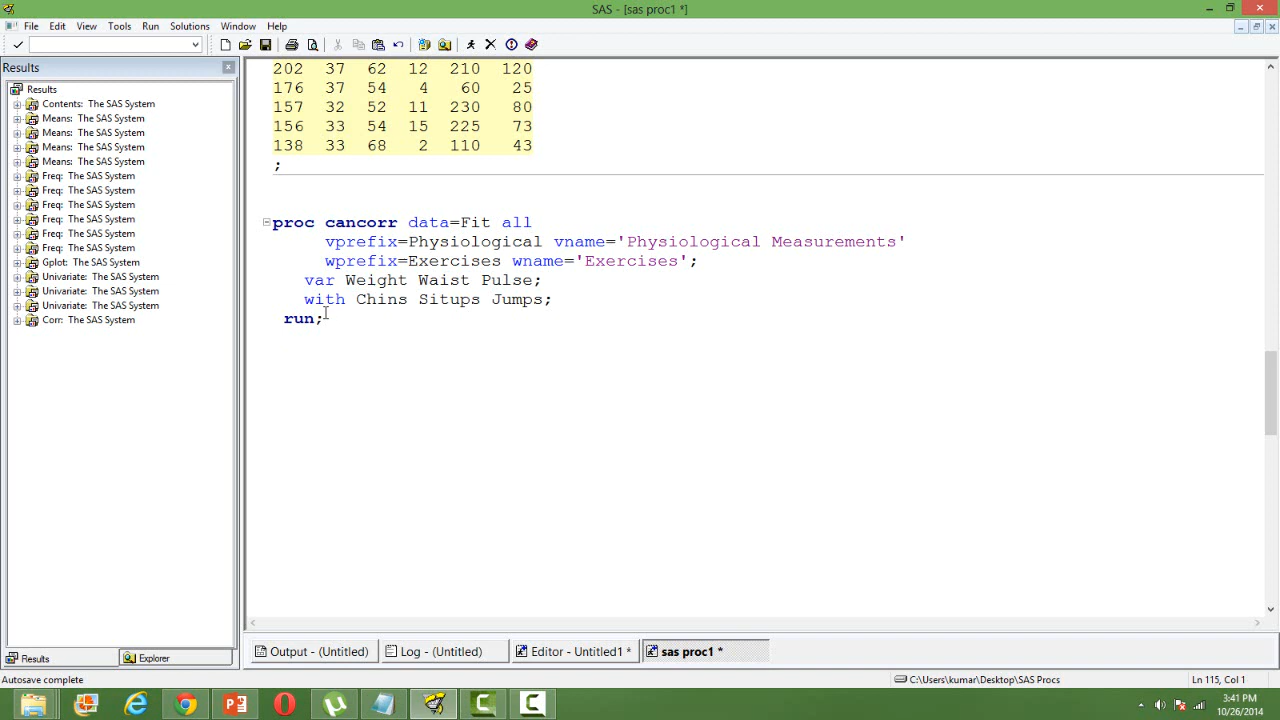 SAS - [sas proc1 *]
File Edit View Tools Run Solutions Window Help
Results
Results
Contents: The SAS System
Means: The SAS System
Means: The SAS System
Means: The SAS System
Means: The SAS System
Freq: The SAS System
Freq: The SAS System
Freq: The SAS System
Freq: The SAS System
Freq: The SAS System
Freq: The SAS System
Gplot: The SAS System
Univariate: The SAS System
Univariate: The SAS System
Univariate: The SAS System
Corr: The SAS System
202 37 62 12 210 120
176 37 54 4 60 25
157 32 52 11 230 80
156 33 54 15 225 73
138 33 68 2 110 43
;
proc cancorr data=Fit all
vprefix=Physiological vname='Physiological Measurements'
wprefix=Exercises wname='Exercises';
var Weight Waist Pulse;
with Chins Situps Jumps;
run;
Results Explorer
Output - (Untitled) Log - (Untitled) Editor - Untitled1 * sas proc1 *
Autosave complete C:\Users\kumar\Desktop\SAS Procs Ln 115, Col 1
3:41 PM
10/26/2014